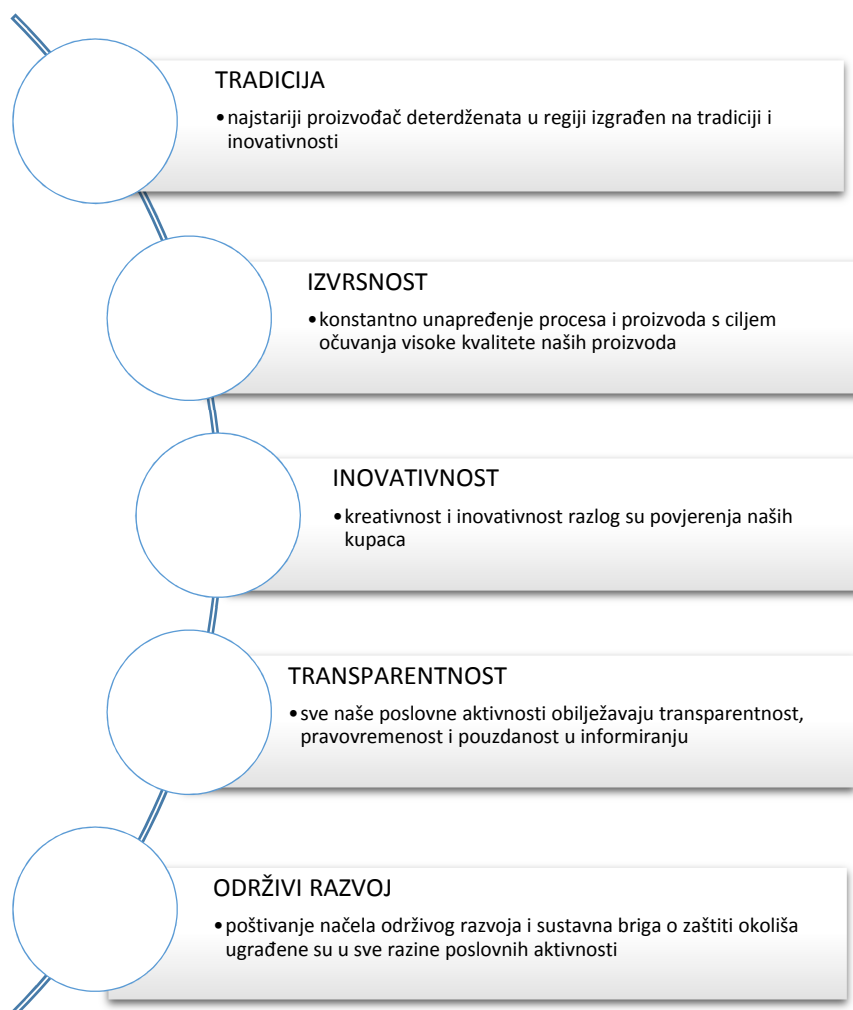 TRADICIJA
•najstariji proizvođač deterdženata u regiji izgrađen na tradiciji i
inovativnosti
IZVRSNOST
•konstantno unapređenje procesa i proizvoda s ciljem
očuvanja visoke kvalitete naših proizvoda
INOVATIVNOST
•kreativnost i inovativnost razlog su povjerenja naših
kupaca
TRANSPARENTNOST
•sve naše poslovne aktivnosti obilježavaju transparentnost,
pravovremenost i pouzdanost u informiranju
ODRŽIVI RAZVOJ
•poštivanje načela održivog razvoja i sustavna briga o zaštiti okoliša
ugrađene su u sve razine poslovnih aktivnosti